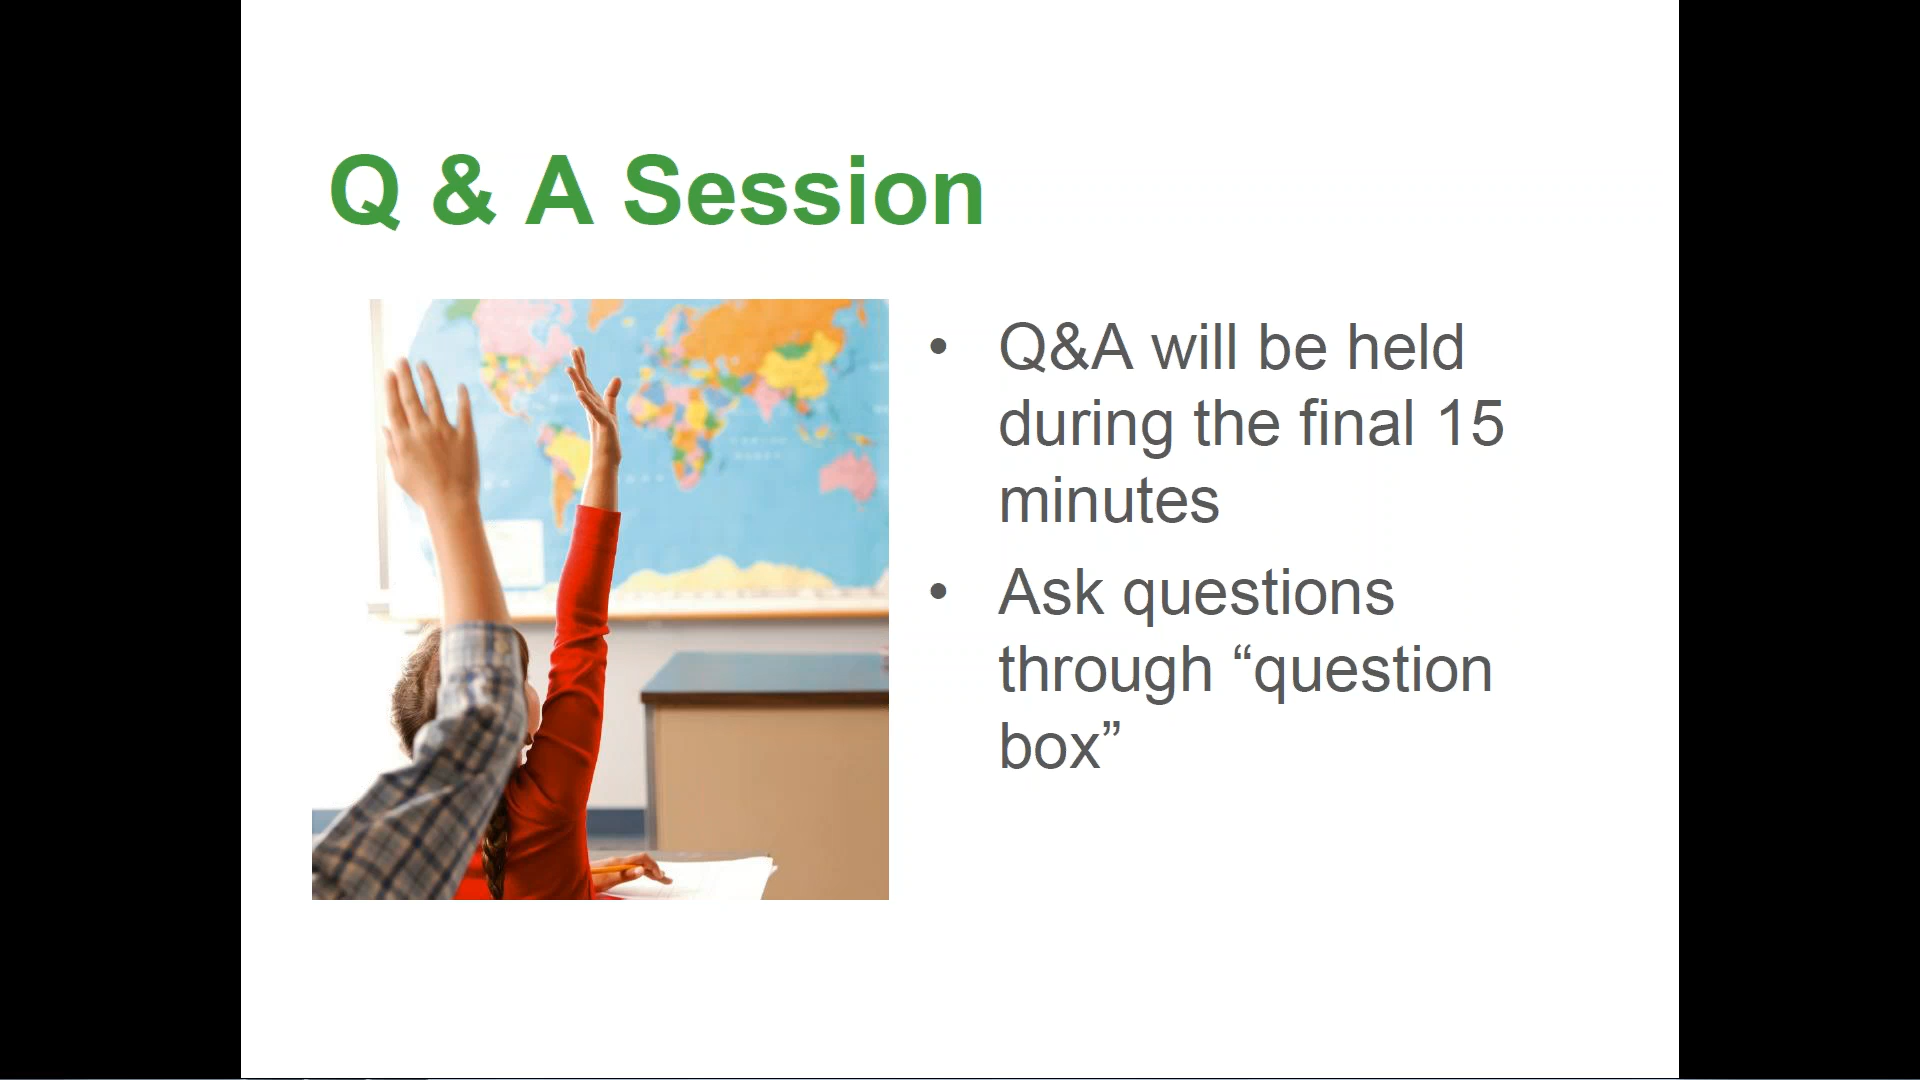 Q & A Session
• Q&A will be held
during the final 15
minutes
• Ask questions
through “question
box”